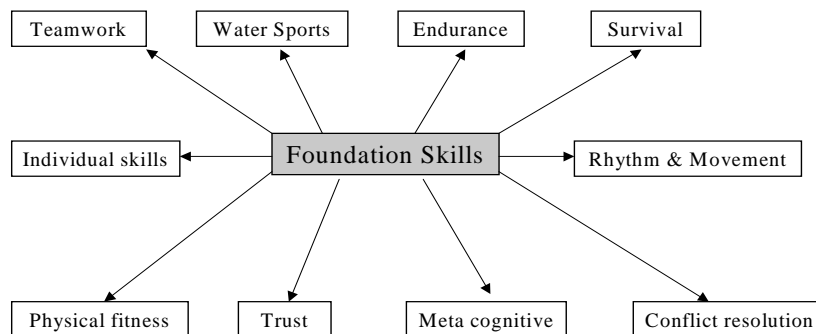 Teamwork
Water Sports
Endurance
Survival
Individual skills
Foundation Skills
Rhythm & Movement
Physical fitness
Trust
Meta cognitive
Conflict resolution